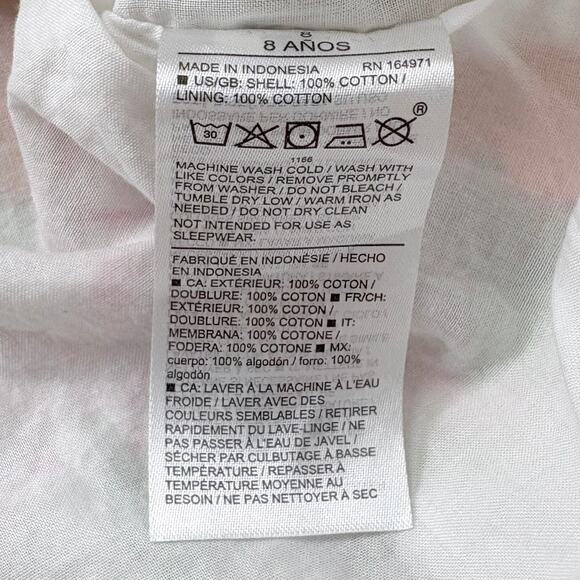 8
8 AÑOS
MADE IN INDONESIA RN 164971
■ US/GB: SHELL: 100% COTTON /
LINING: 100% COTTON
30 ®
1166
MACHINE WASH COLD / WASH WITH
LIKE COLORS / REMOVE PROMPTLY
FROM WASHER / DO NOT BLEACH /
TUMBLE DRY LOW / WARM IRON AS
NEEDED / DO NOT DRY CLEAN
NOT INTENDED FOR USE AS
SLEEPWEAR.
FABRIQUÉ EN INDONÉSIE / HECHO
EN INDONESIA
■ CA: EXTÉRIEUR: 100% COTON /
DOUBLURE: 100% COTON ■ FR/CH:
EXTÉRIEUR: 100% COTON /
DOUBLURE: 100% COTON ■ IT:
MEMBRANA: 100% COTONE /
FODERA: 100% COTONE ■ MX:
cuerpo: 100% algodón / forro: 100%
algodón
■ CA: LAVER À LA MACHINE À L'EAU
FROIDE / LAVER AVEC DES
COULEURS SEMBLABLES / RETIRER
RAPIDEMENT DU LAVE-LINGE / NE
PAS PASSER À L'EAU DE JAVEL /
SÉCHER PAR CULBUTAGE À BASSE
TEMPÉRATURE / REPASSER À
TEMPÉRATURE MOYENNE AU
BESOIN / NE PAS NETTOYER À SEC